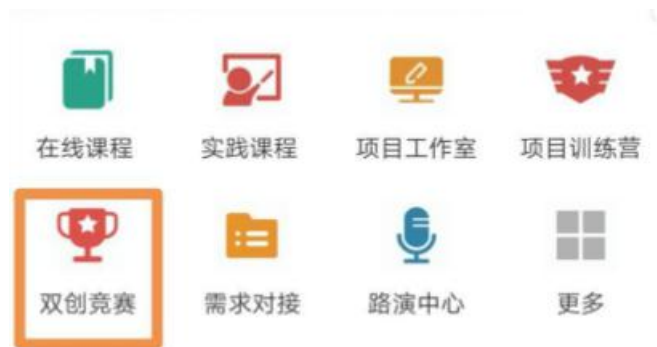 在线课程
实践课程
项目工作室
项目训练营
双创竞赛
需求对接
路演中心
更多